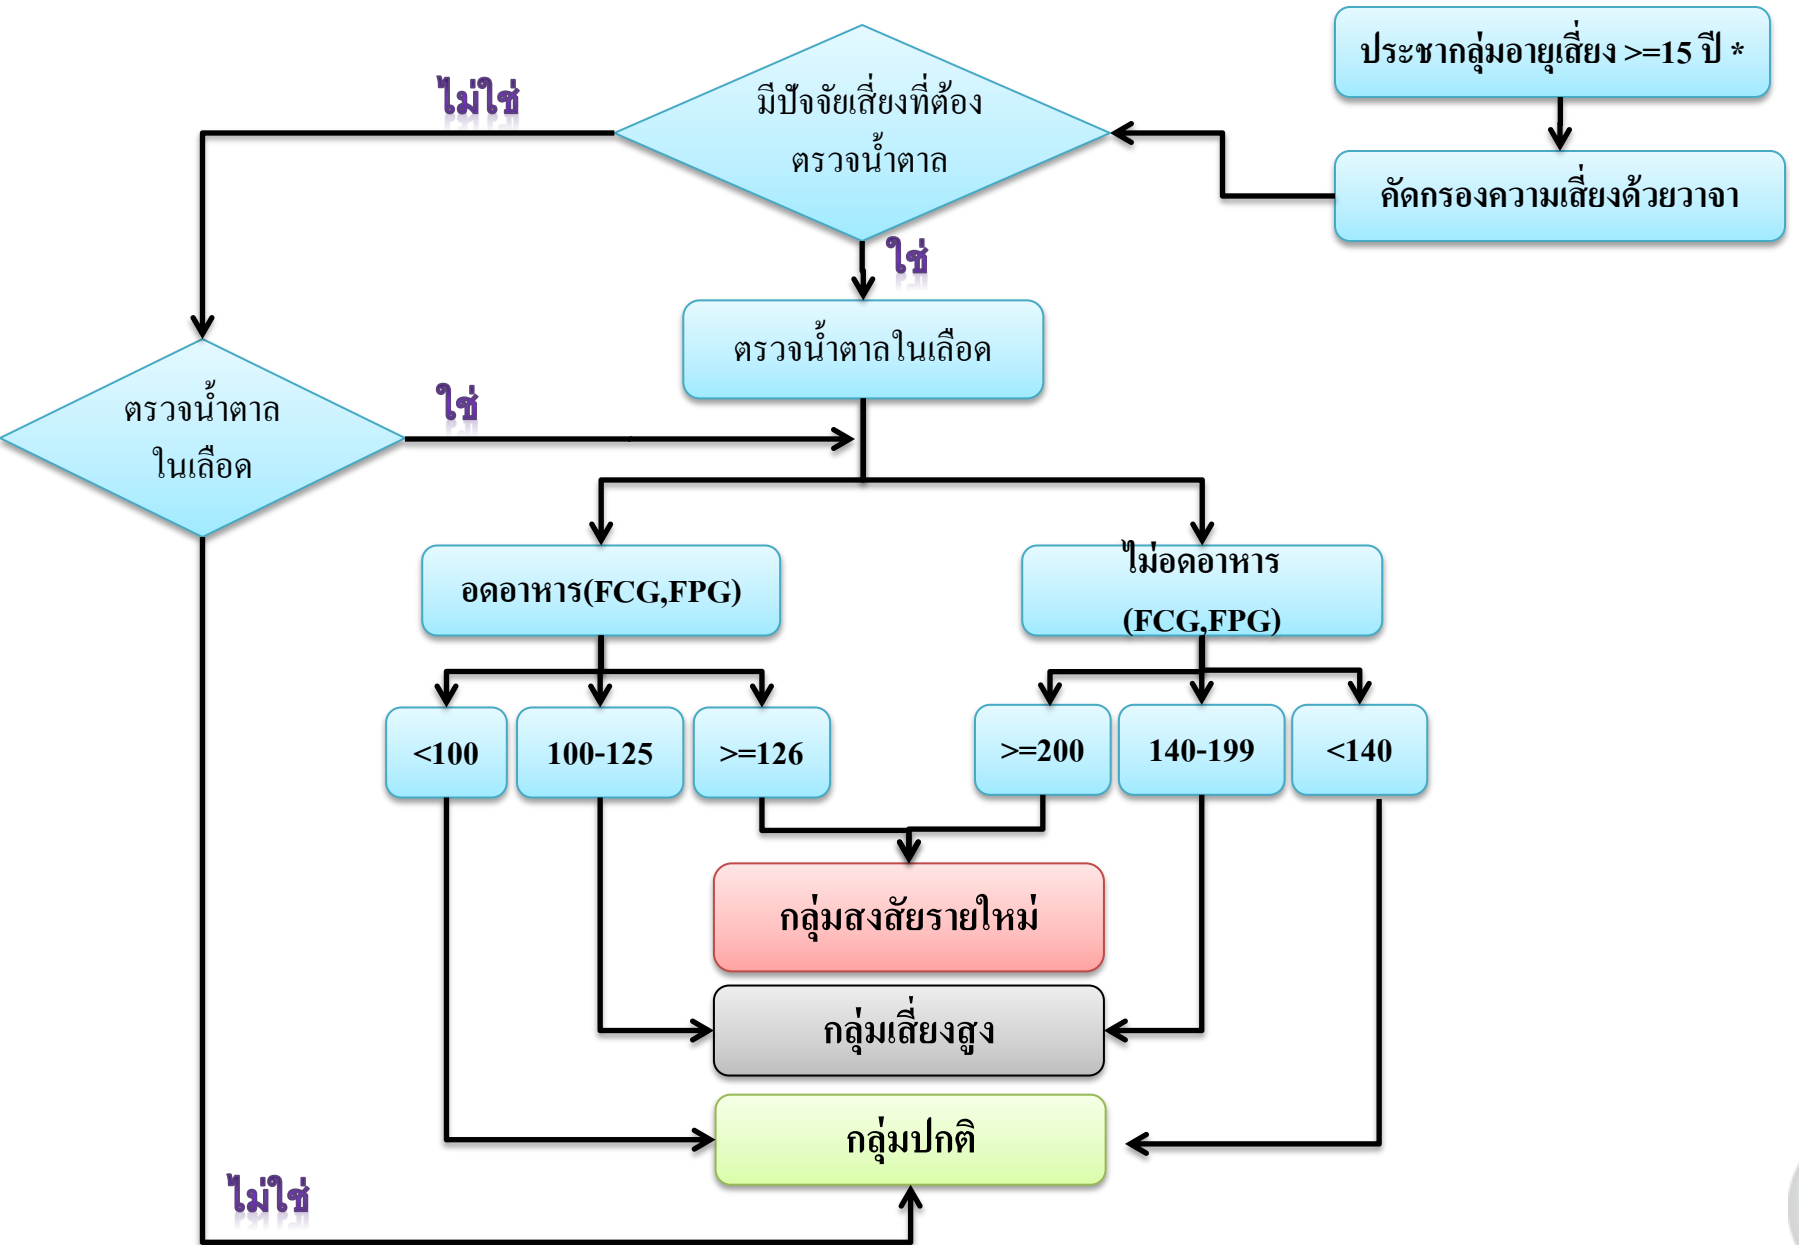 ประชากลุ่มอายุเสี่ยง >=15 ปี *
คัดกรองความเสี่ยงด้วยวาจา
มีปัจจัยเสี่ยงที่ต้อง
ตรวจน้ำตาล
ไม่ใช่
ใช่
ตรวจน้ำตาลในเลือด
ตรวจน้ำตาล
ในเลือด
ใช่
อดอาหาร(FCG,FPG)
ไม่อดอาหาร
(FCG,FPG)
<100
100-125
>=126
>=200
140-199
<140
กลุ่มสงสัยรายใหม่
กลุ่มเสี่ยงสูง
กลุ่มปกติ
ไม่ใช่